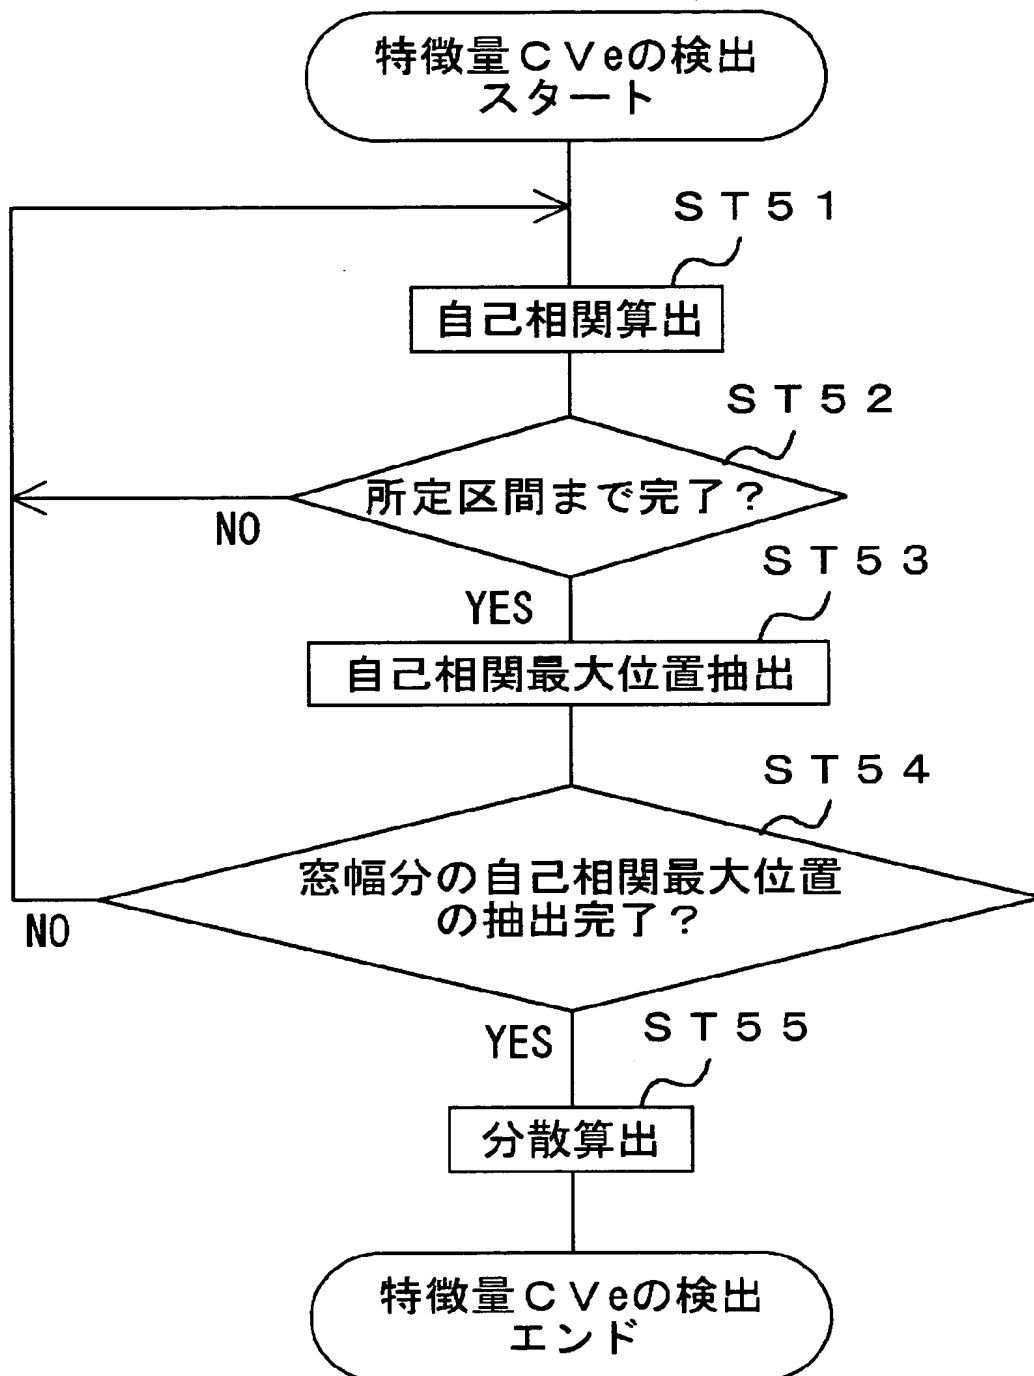 特徴量ＣＶeの検出
スタート
ＳＴ５１
自己相関算出
ＳＴ５２
所定区間まで完了？
NO
ＳＴ５３
YES
自己相関最大位置抽出
ＳＴ５４
窓幅分の自己相関最大位置
の抽出完了？
NO
YES
ＳＴ５５
分散算出
特徴量ＣＶeの検出
エンド